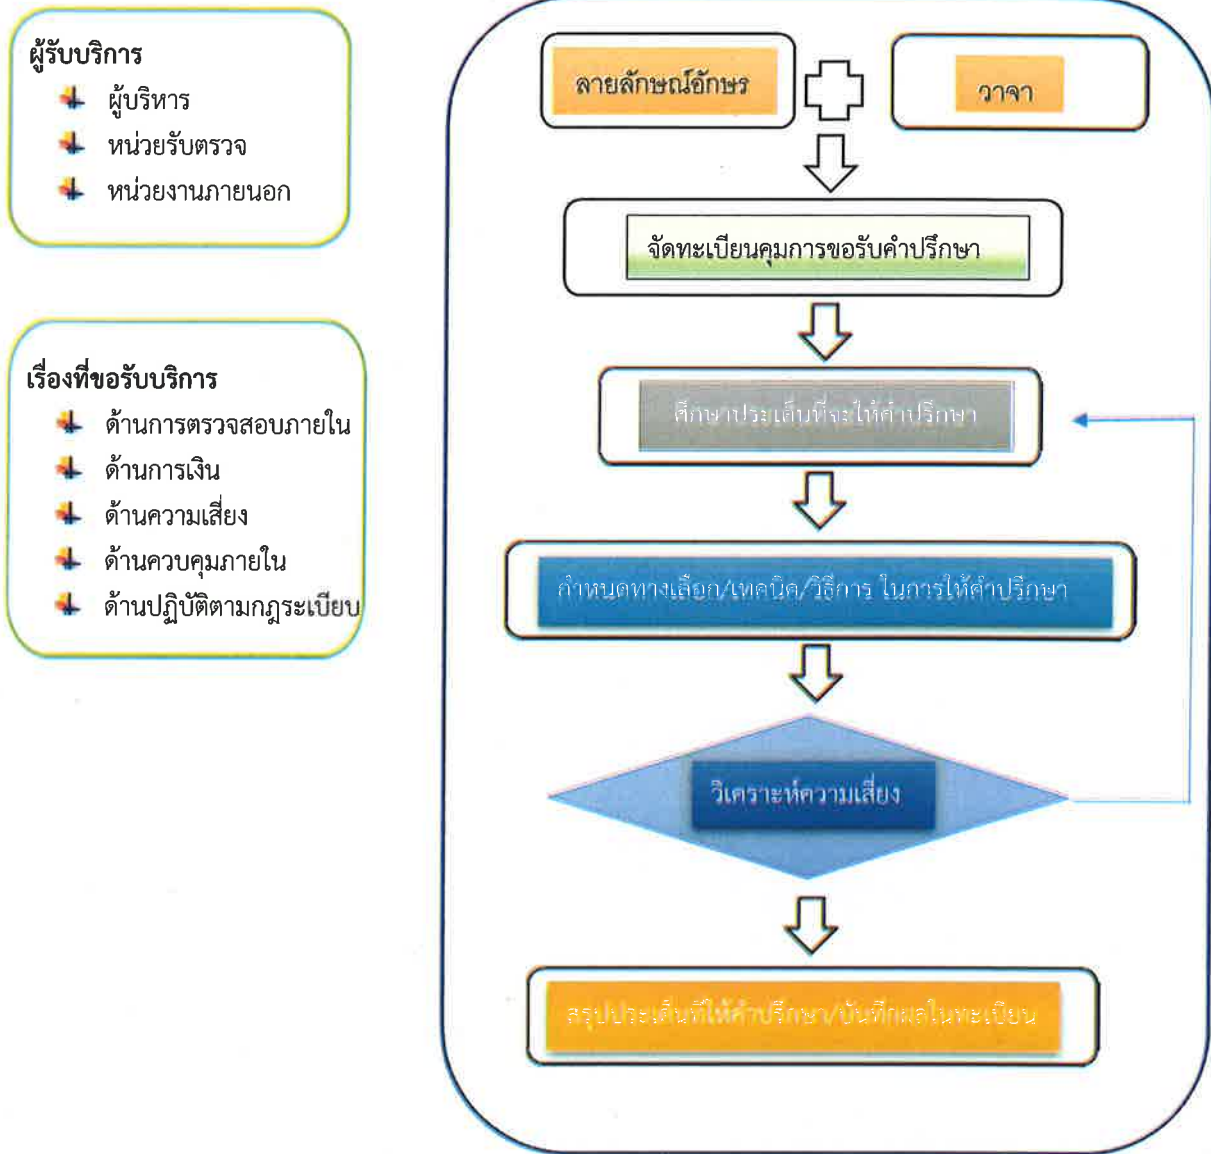 ผู้รับบริการ
ผู้บริหาร
หน่วยรับตรวจ
หน่วยงานภายนอก
เรื่องที่ขอรับบริการ
ด้านการตรวจสอบภายใน
ด้านการเงิน
ด้านความเสี่ยง
ด้านควบคุมภายใน
ด้านปฏิบัติตามกฎระเบียบ
ลายลักษณ์อักษร
วาจา
จัดทะเบียนคุมการขอรับคำปรึกษา
ศึกษาประเด็นที่จะให้คำปรึกษา
กำหนดทางเลือก/เทคนิค/วิธีการ ในการให้คำปรึกษา
วิเคราะห์ความเสี่ยง
สรุปประเด็นที่ให้คำปรึกษา/บันทึกผลในทะเบียน